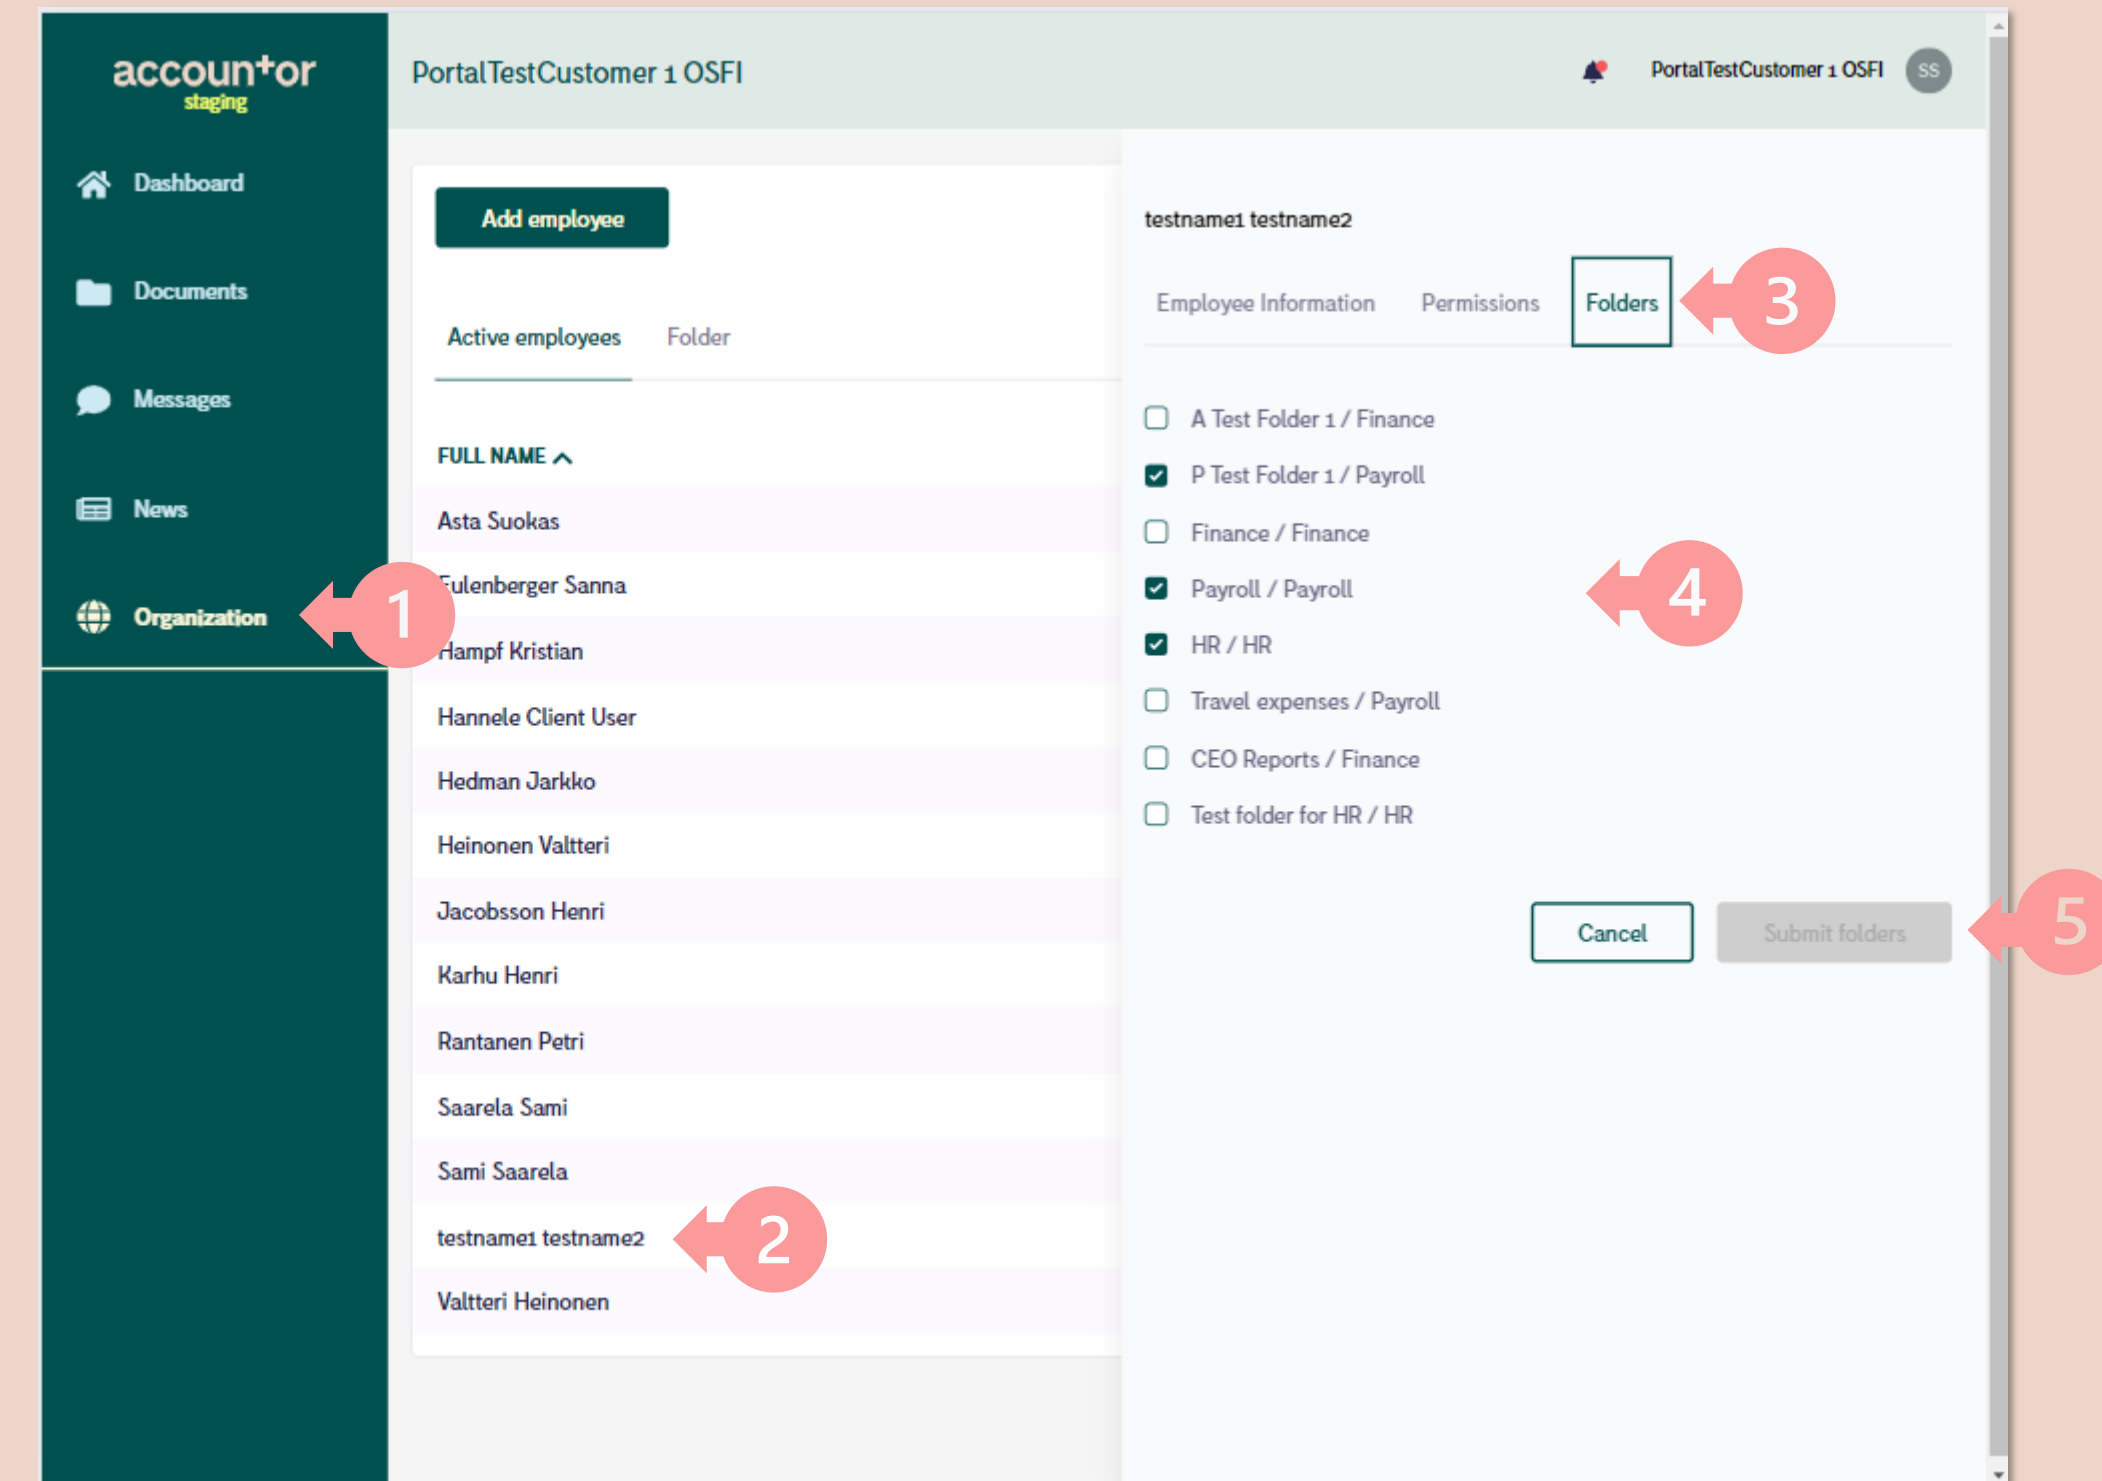 accountor
staging
Dashboard
Documents
Messages
News
Organization
1
PortalTestCustomer 1 OSFI
PortalTestCustomer 1 OSFI
SS
Add employee
Active employees
Folder
FULL NAME
Asta Suokas
Eulenberger Sanna
Hampf Kristian
Hannele Client User
Hedman Jarkko
Heinonen Valtteri
Jacobsson Henri
Karhu Henri
Rantanen Petri
Saarela Sami
Sami Saarela
testname1 testname2
2
Valtteri Heinonen
testname1 testname2
Employee Information
Permissions
Folders
3
A Test Folder 1 / Finance
P Test Folder 1 / Payroll
Finance / Finance
Payroll / Payroll
4
HR / HR
Travel expenses / Payroll
CEO Reports / Finance
Test folder for HR / HR
Cancel
Submit folders
5